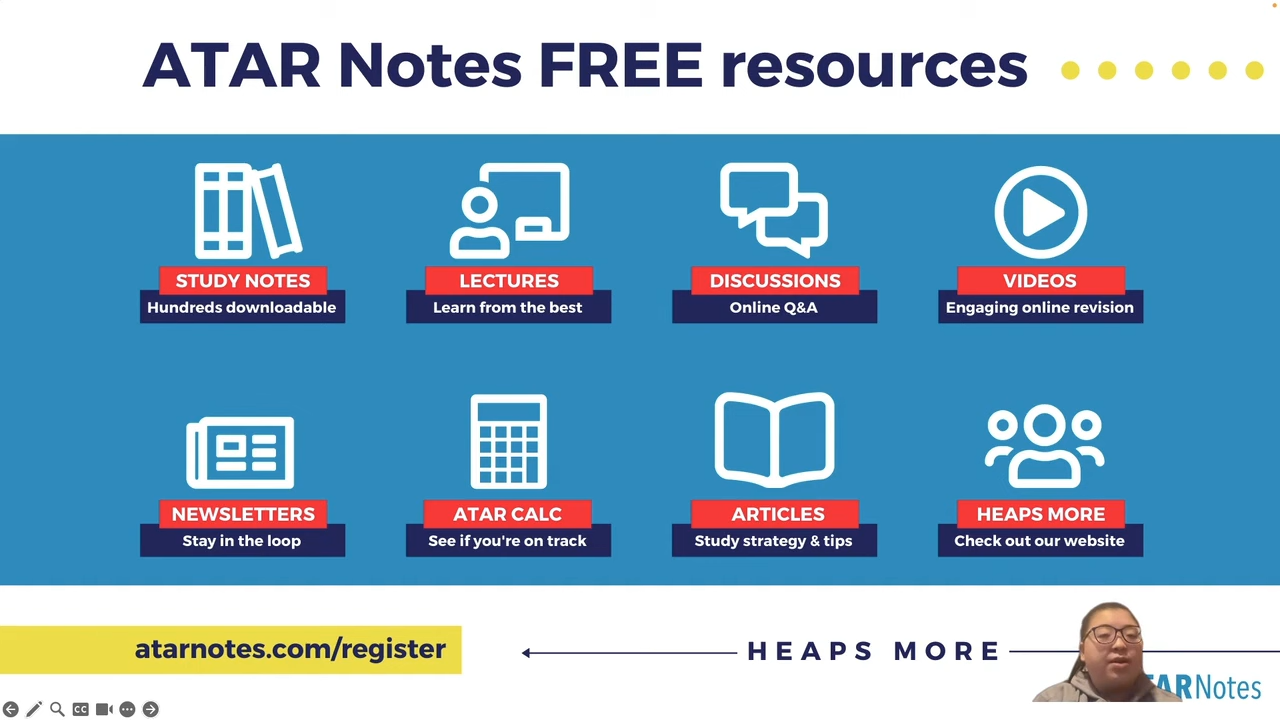 ATAR Notes FREE resources
STUDY NOTES
Hundreds downloadable
LECTURES
Learn from the best
DISCUSSIONS
Online Q&A
VIDEOS
Engaging online revision
NEWSLETTERS
Stay in the loop
ATAR CALC
See if you're on track
ARTICLES
Study strategy & tips
HEAPS MORE
Check out our website
atarnotes.com/register
HEAPS MORE
TARNotes
CC